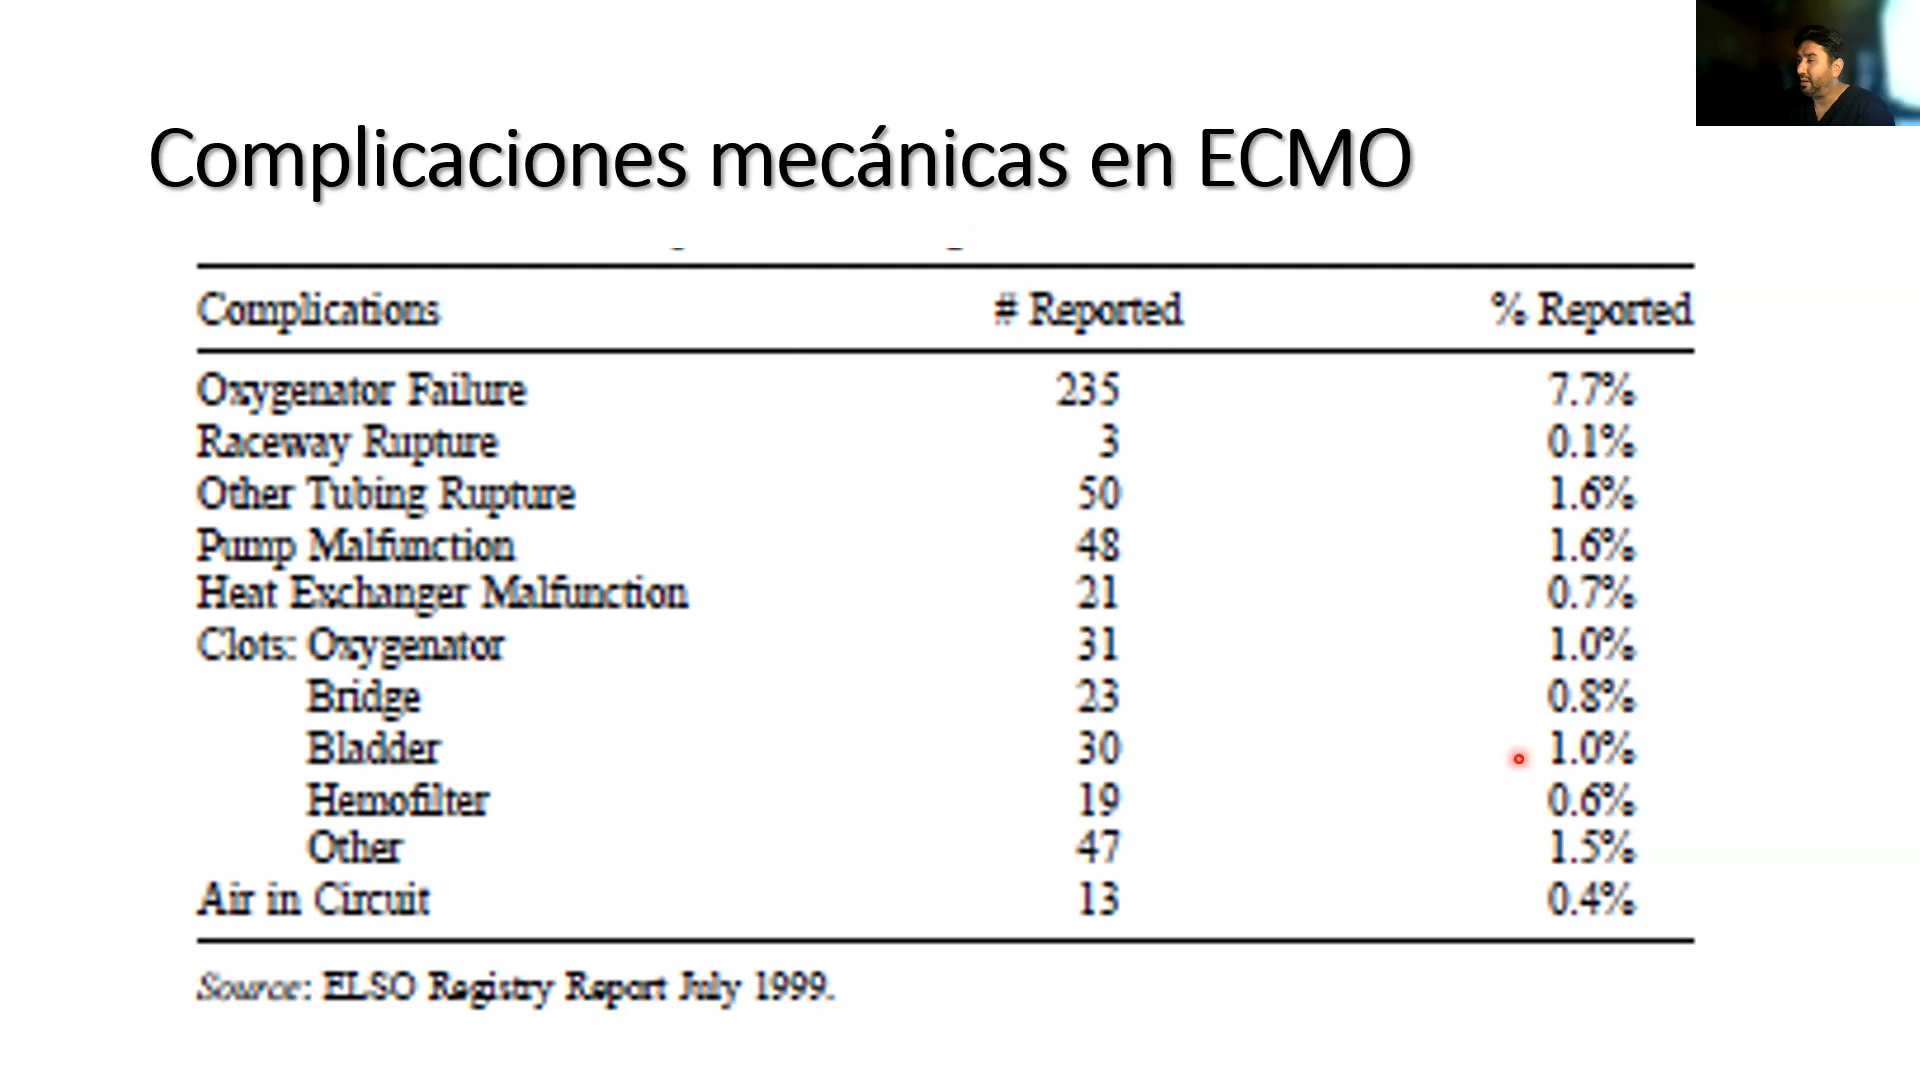 Complicaciones mecánicas en ECMO
Complications # Reported % Reported
Oxygenator Failure 235 7.7%
Raceway Rupture 3 0.1%
Other Tubing Rupture 50 1.6%
Pump Malfunction 48 1.6%
Heat Exchanger Malfunction 21 0.7%
Clots: Oxygenator 31 1.0%
Bridge 23 0.8%
Bladder 30 1.0%
Hemofilter 19 0.6%
Other 47 1.5%
Air in Circuit 13 0.4%
Source: ELSO Registry Report July 1999.